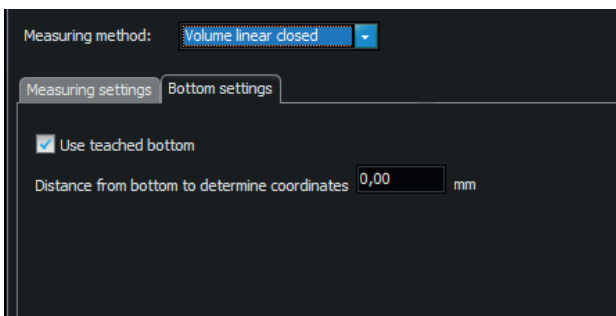 Measuring method: Volume linear closed
Measuring settings Bottom settings
Use teached bottom
Distance from bottom to determine coordinates 0,00 mm